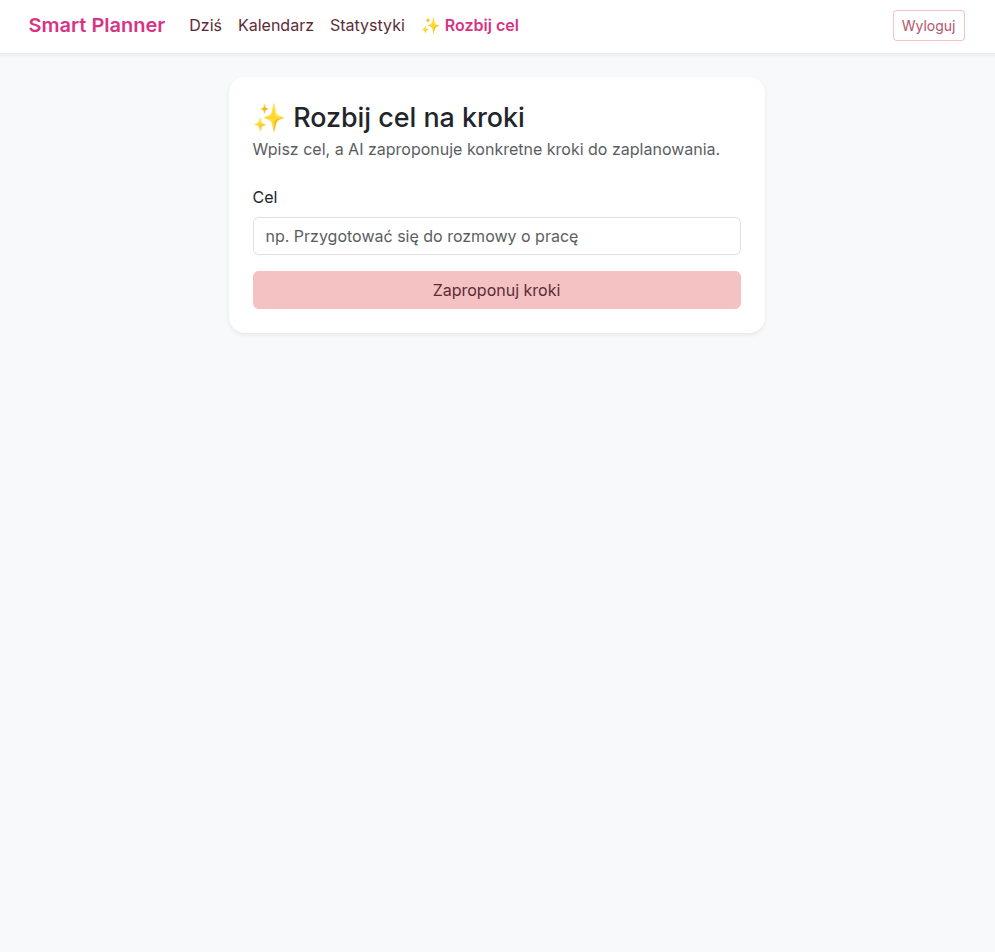 Smart Planner Dziś Kalendarz Statystyki ✨ Rozbij cel Wyloguj
✨ Rozbij cel na kroki
Wpisz cel, a AI zaproponuje konkretne kroki do zaplanowania.
Cel
np. Przygotować się do rozmowy o pracę
Zaproponuj kroki